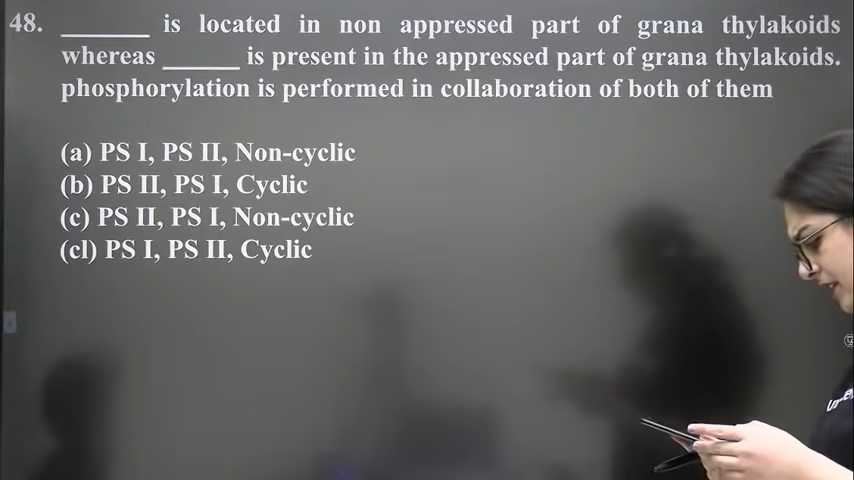 48. ______ is located in non appressed part of grana thylakoids
whereas ______ is present in the appressed part of grana thylakoids.
phosphorylation is performed in collaboration of both of them
(a) PS I, PS II, Non-cyclic
(b) PS II, PS I, Cyclic
(c) PS II, PS I, Non-cyclic
(cl) PS I, PS II, Cyclic